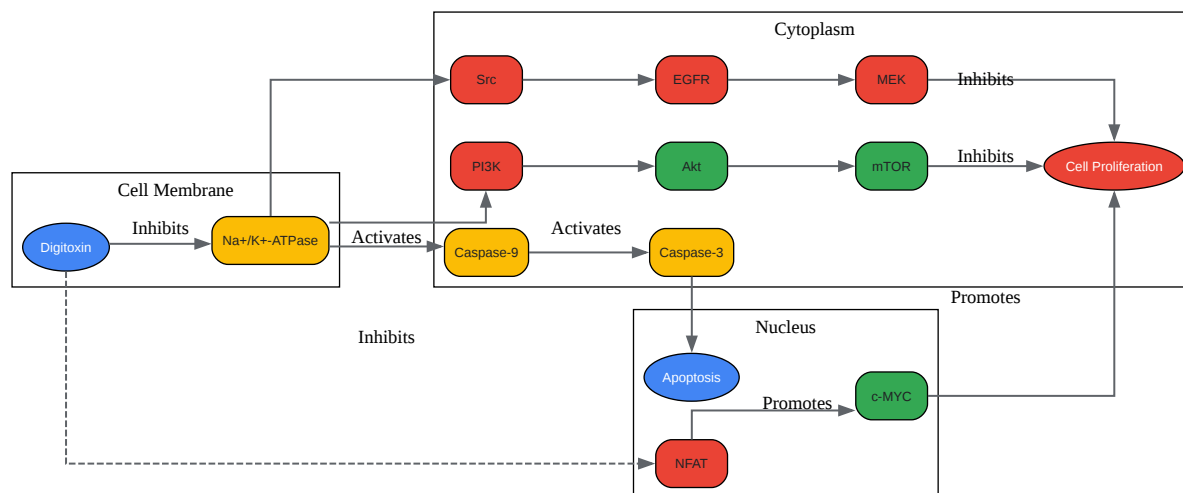 Cytoplasm
Src
EGFR
MEK
Inhibits
PI3K
Akt
mTOR
Inhibits
Cell Proliferation
Cell Membrane
Digitoxin
Inhibits
Na+/K+-ATPase
Activates
Caspase-9
Activates
Caspase-3
Promotes
Inhibits
Nucleus
Apoptosis
Promotes
c-MYC
NFAT